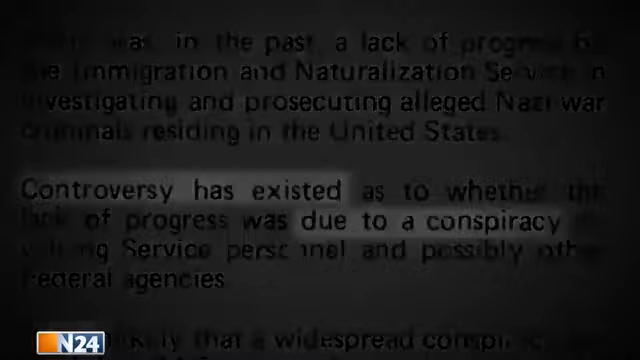 was, in the past, a lack of progress by
the Immigration and Naturalization Service in
investigating and prosecuting alleged Nazi war
criminals residing in the United States.
Controversy has existed as to whether the
lack of progress was due to a conspiracy
Service personnel and possibly other
Federal agencies
that a widespread
N24